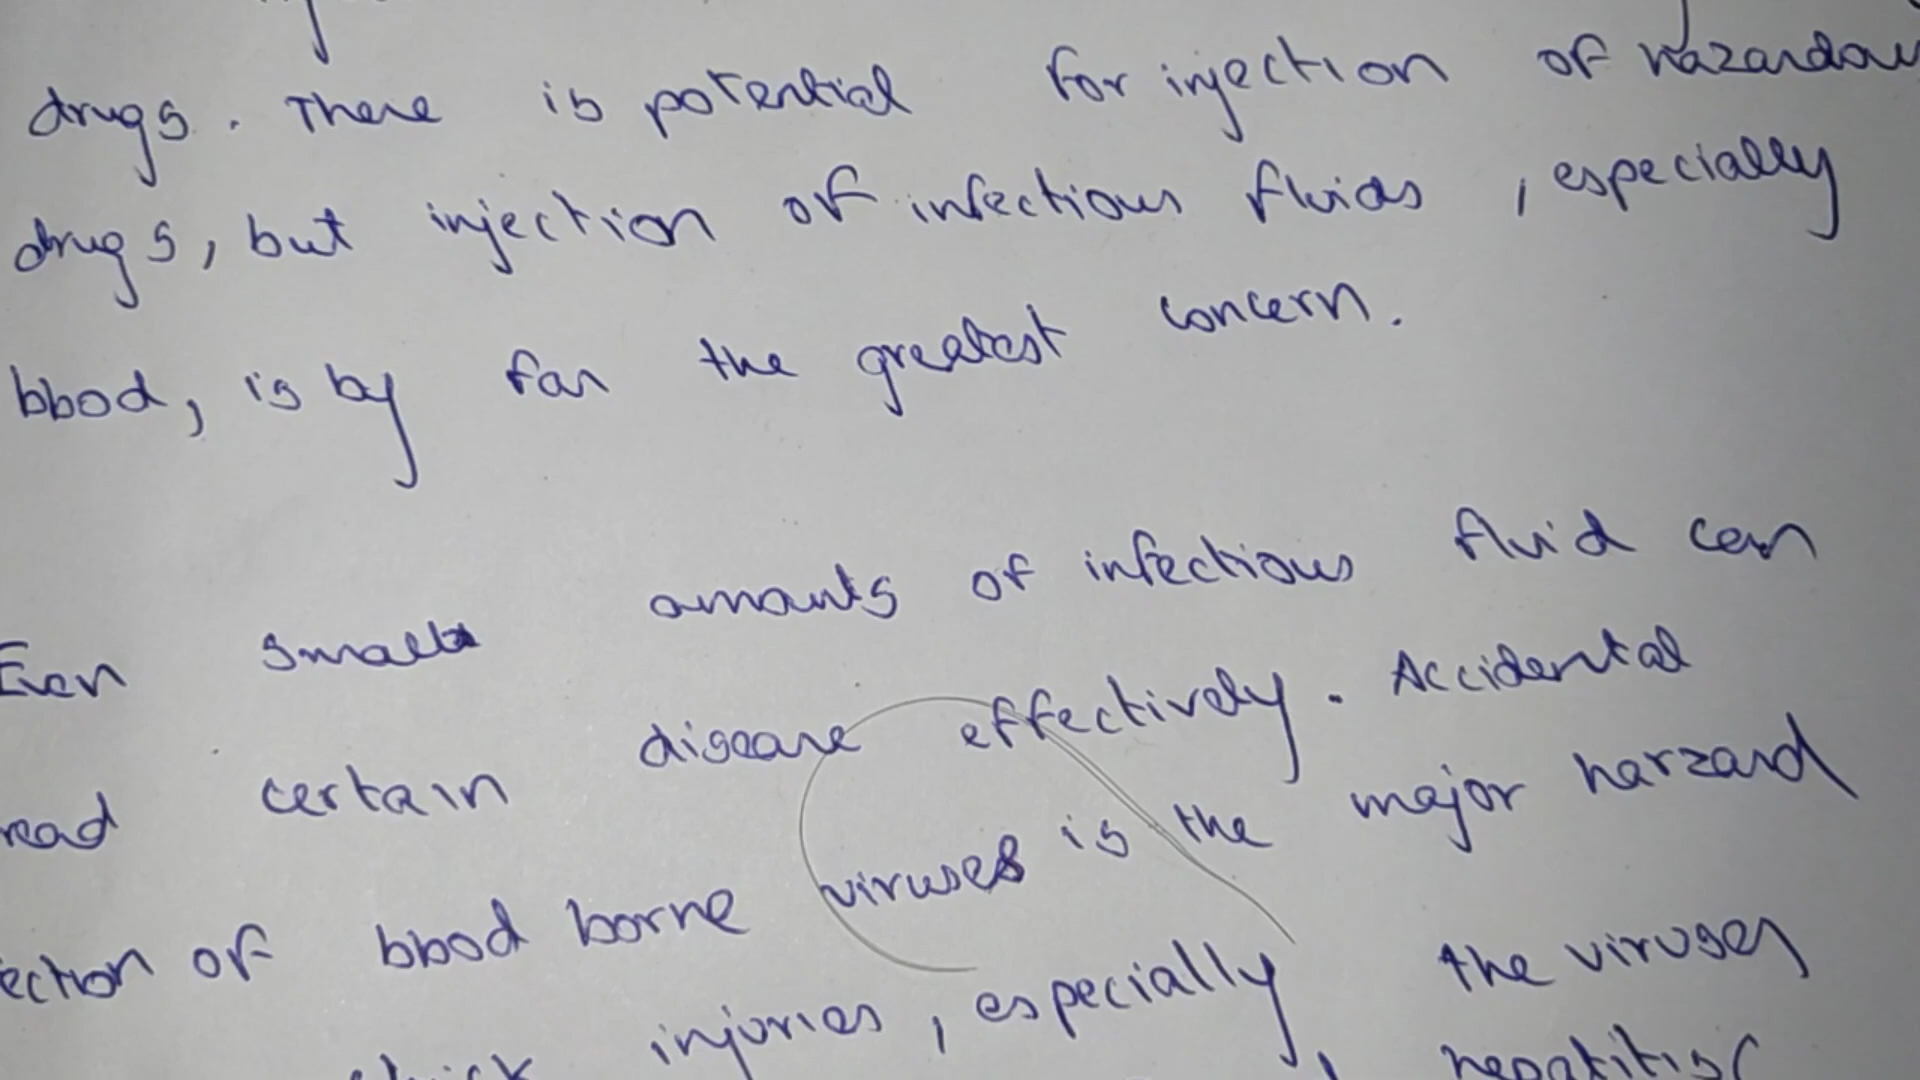 drugs. There is potential for injection of hazardou
drugs, but injection of infectious fluids, especially
blood, is by far the greatest concern.
Even small amounts of infectious fluid can
read certain disease effectively. Accidental
ection of blood borne viruses is the major harzard
injuries, especially, the viruses
hepatitis(